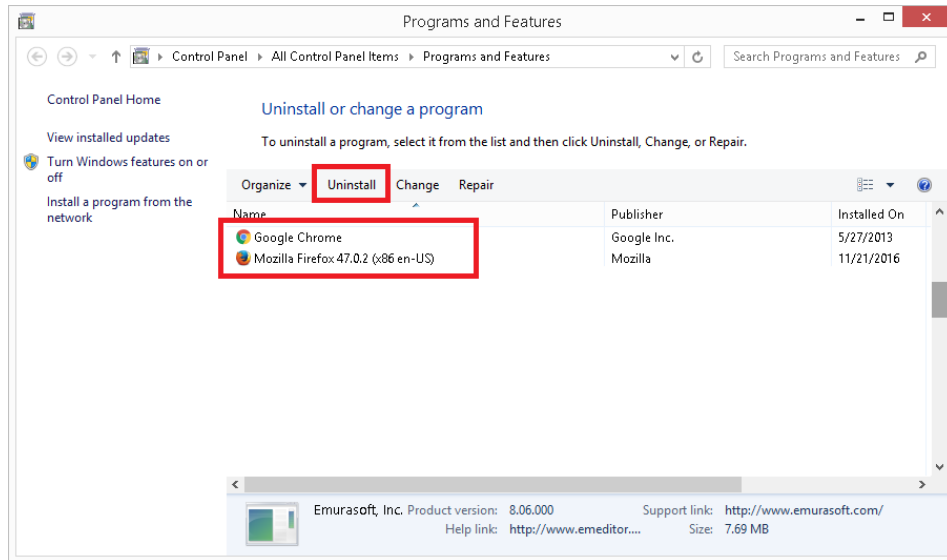 Programs and Features
Control Panel All Control Panel Items Programs and Features
Search Programs and Features
Control Panel Home
View installed updates
Turn Windows features on or
off
Install a program from the
network
Uninstall or change a program
To uninstall a program, select it from the list and then click Uninstall, Change, or Repair.
Organize Uninstall Change Repair
Name Publisher Installed On
Google Chrome Google Inc. 5/27/2013
Mozilla Firefox 47.0.2 (x86 en-US) Mozilla 11/21/2016
Emurasoft, Inc. Product version: 8.06.000 Support link: http://www.emurasoft.com/
Help link: http://www.emeditor.... Size: 7.69 MB